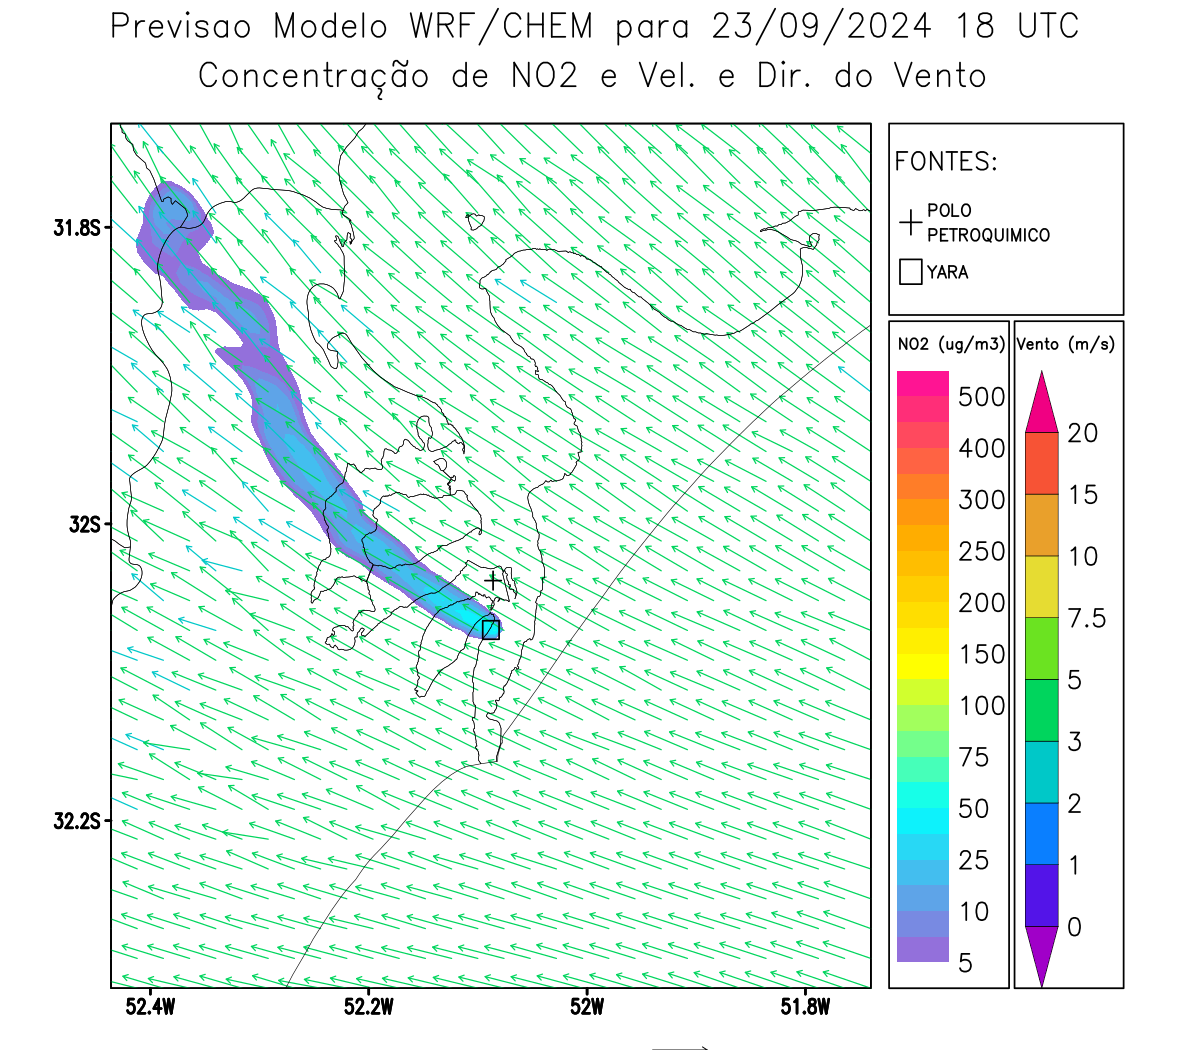 Previsao Modelo WRF/CHEM para 23/09/2024 18 UTC
Concentração de NO2 e Vel. e Dir. do Vento
FONTES:
POLO
PETROQUIMICO
YARA
NO2 (ug/m3)
500
400
300
250
200
150
100
75
50
25
10
5
Vento (m/s)
20
15
10
7.5
5
3
2
1
0
31.8S
32S
32.2S
52.4W
52.2W
52W
51.8W